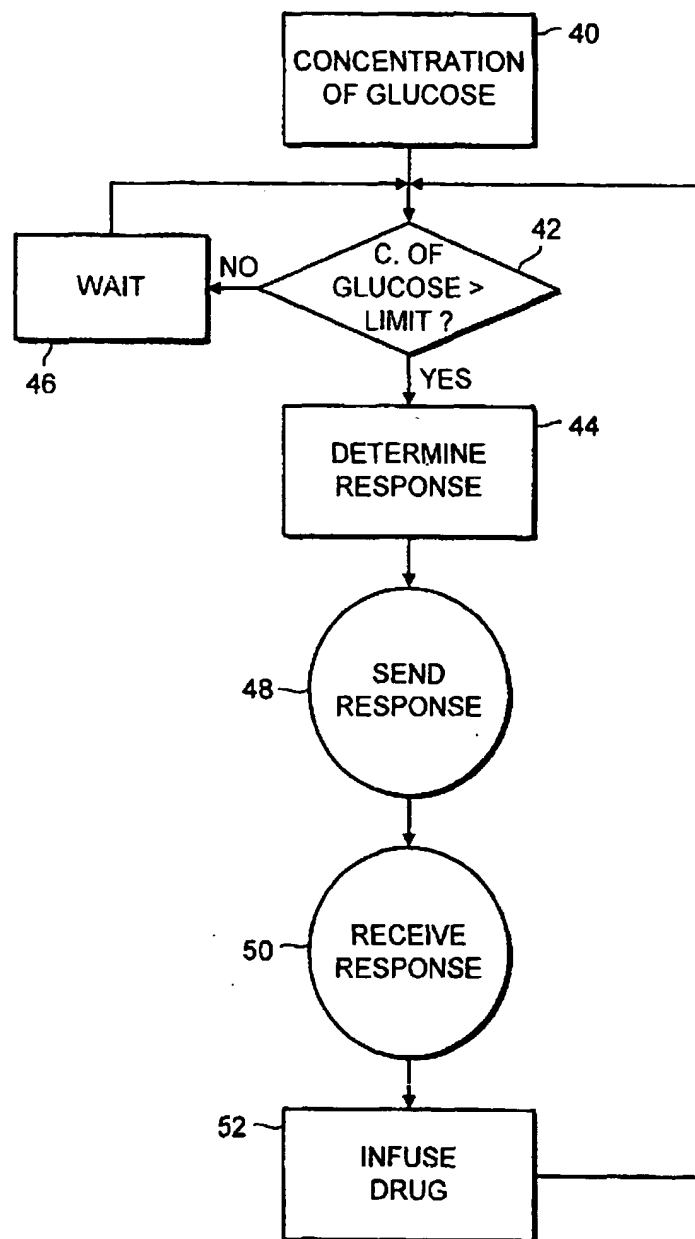 40
CONCENTRATION
OF GLUCOSE
42
C. OF
GLUCOSE >
LIMIT ?
NO
WAIT
46
YES
44
DETERMINE
RESPONSE
48
SEND
RESPONSE
50
RECEIVE
RESPONSE
52
INFUSE
DRUG